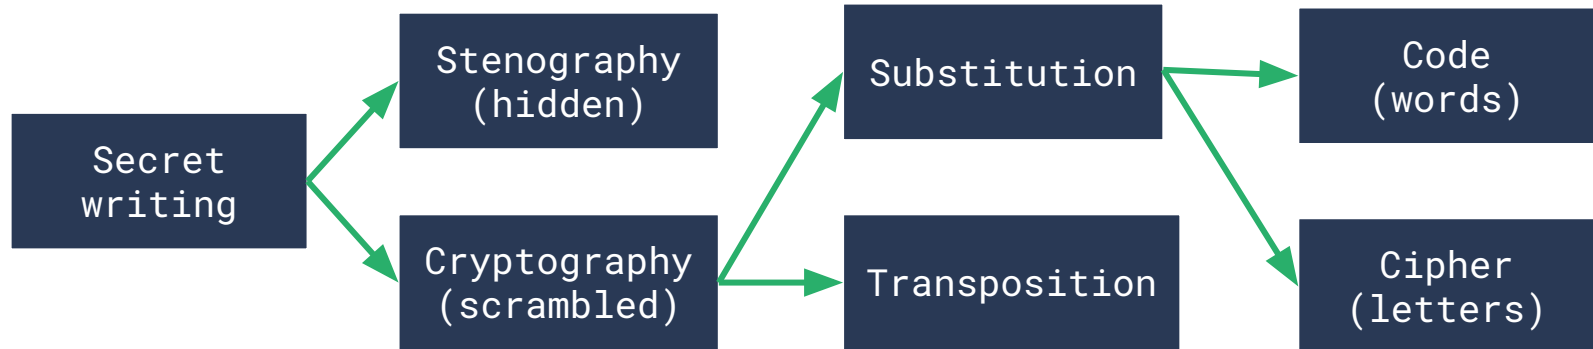 Secret
writing
Stenography
(hidden)
Cryptography
(scrambled)
Substitution
Transposition
Code
(words)
Cipher
(letters)